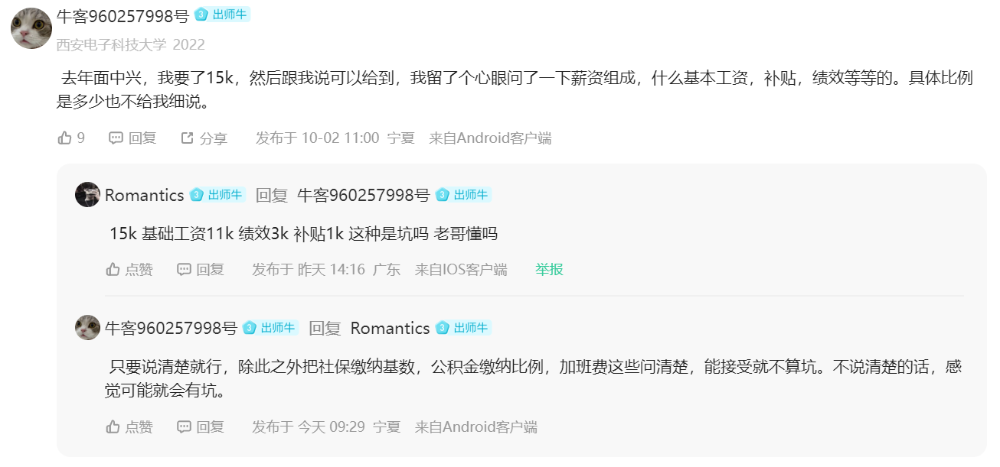 牛客960257998号 3 出师牛
西安电子科技大学 2022
去年面中兴，我要了15k，然后跟我说可以给到，我留了个心眼问了一下薪资组成，什么基本工资，补贴，绩效等等的。具体比例
是多少也不给我细说。
9 回复 分享 发布于 10-02 11:00 宁夏 来自Android客户端
Romantics 3 出师牛 回复 牛客960257998号 3 出师牛
15k 基础工资11k 绩效3k 补贴1k 这种是坑吗 老哥懂吗
点赞 回复 发布于 昨天 14:16 广东 来自IOS客户端 举报
牛客960257998号 3 出师牛 回复 Romantics 3 出师牛
只要说清楚就行，除此之外把社保缴纳基数，公积金缴纳比例，加班费这些问清楚，能接受就不算坑。不说清楚的话，感
觉可能就会有坑。
点赞 回复 发布于 今天 09:29 宁夏 来自Android客户端